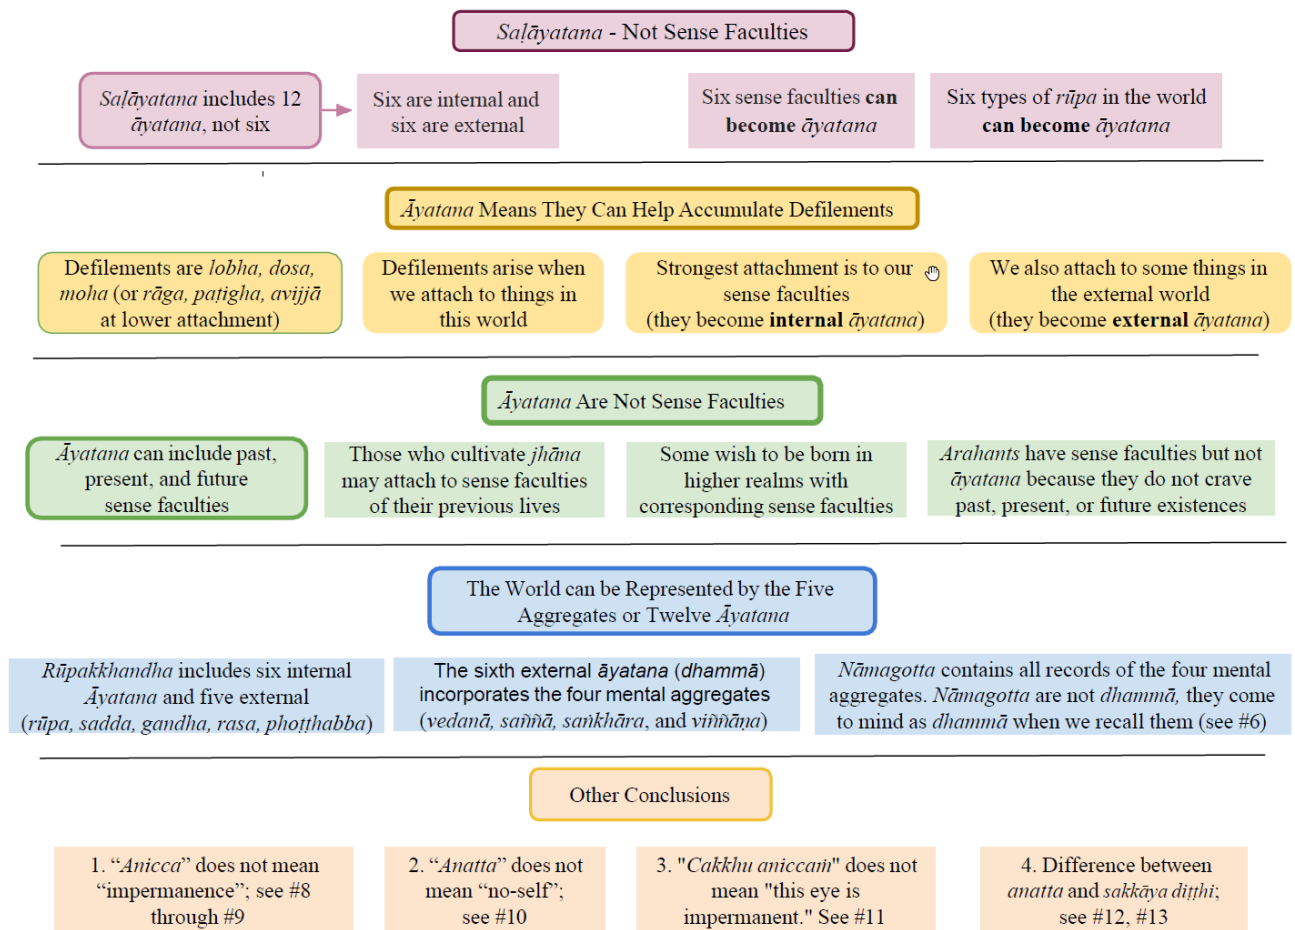 Saḷāyatana - Not Sense Faculties
Saḷāyatana includes 12
āyatana, not six
Six are internal and
six are external
Six sense faculties can
become āyatana
Six types of rūpa in the world
can become āyatana
Āyatana Means They Can Help Accumulate Defilements
Defilements are lobha, dosa,
moha (or rāga, paṭigha, avijjā
at lower attachment)
Defilements arise when
we attach to things in
this world
Strongest attachment is to our
sense faculties
(they become internal āyatana)
We also attach to some things in
the external world
(they become external āyatana)
Āyatana Are Not Sense Faculties
Āyatana can include past,
present, and future
sense faculties
Those who cultivate jhāna
may attach to sense faculties
of their previous lives
Some wish to be born in
higher realms with
corresponding sense faculties
Arahants have sense faculties but not
āyatana because they do not crave
past, present, or future existences
The World can be Represented by the Five
Aggregates or Twelve Āyatana
Rūpakkhandha includes six internal
Āyatana and five external
(rūpa, sadda, gandha, rasa, phoṭṭhabba)
The sixth external āyatana (dhammā)
incorporates the four mental aggregates
(vedanā, saññā, saṅkhāra, and viññāṇa)
Nāmagotta contains all records of the four mental
aggregates. Nāmagotta are not dhammā, they come
to mind as dhammā when we recall them (see #6)
Other Conclusions
1. “Anicca” does not mean
“impermanence”; see #8
through #9
2. “Anatta” does not
mean “no-self”;
see #10
3. "Cakkhu aniccaṁ" does not
mean "this eye is
impermanent." See #11
4. Difference between
anatta and sakkāya diṭṭhi;
see #12, #13